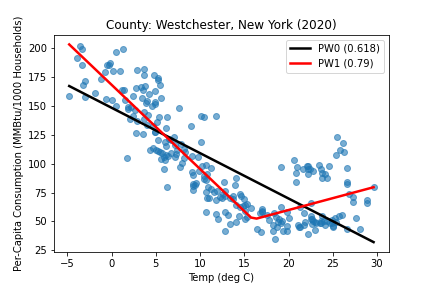 County: Westchester, New York (2020)
Per-Capita Consumption (MMBtu/1000 Households)
200
175
150
125
100
75
50
25
PW0 (0.618)
PW1 (0.79)
−5 0 5 10 15 20 25 30
Temp (deg C)